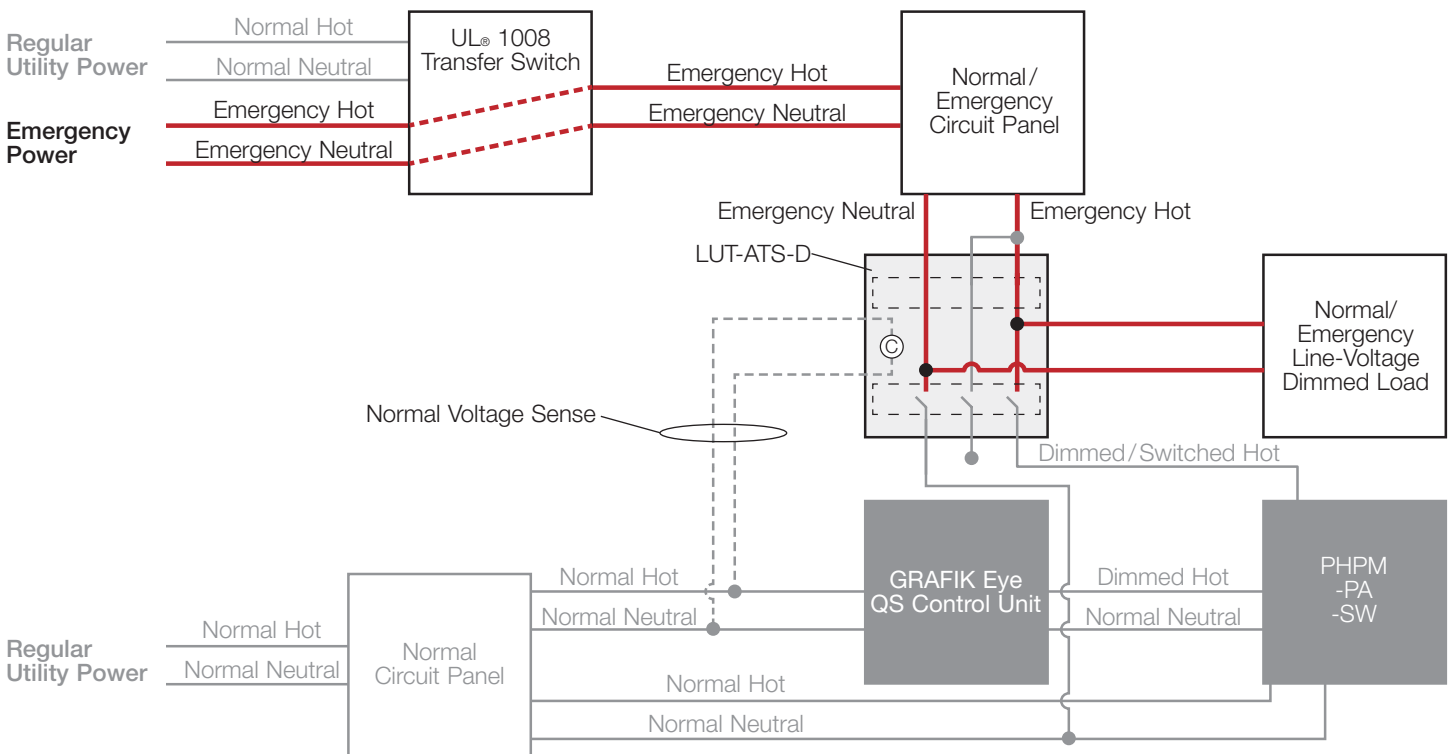 Normal Hot
Regular
Utility Power
Normal Neutral
UL® 1008
Transfer Switch
Emergency Hot
Emergency
Power
Emergency Neutral
Emergency Hot
Emergency Neutral
Normal/
Emergency
Circuit Panel
Emergency Neutral
Emergency Hot
LUT-ATS-D
C
Normal/
Emergency
Line-Voltage
Dimmed Load
Normal Voltage Sense
Dimmed/Switched Hot
Normal Hot
Normal Neutral
GRAFIK Eye
QS Control Unit
Dimmed Hot
Normal Neutral
PHPM
-PA
-SW
Regular
Utility Power
Normal Hot
Normal Neutral
Normal
Circuit Panel
Normal Hot
Normal Neutral